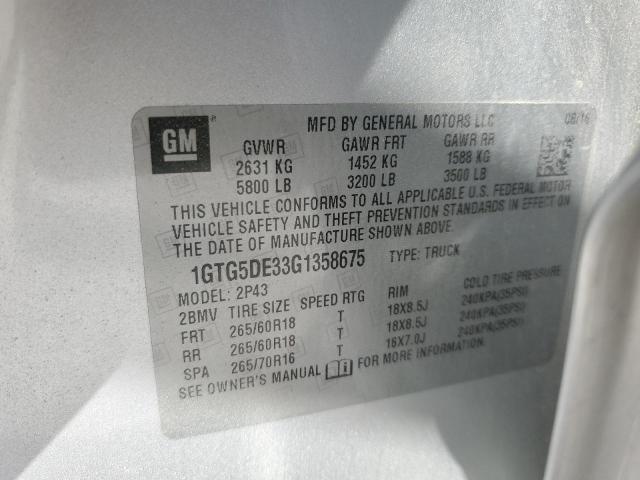 MFD BY GENERAL MOTORS LLC 08/16
GM
GVWR GAWR FRT GAWR RR
2631 KG 1452 KG 1588 KG
5800 LB 3200 LB 3500 LB
THIS VEHICLE CONFORMS TO ALL APPLICABLE U.S. FEDERAL MOTOR
VEHICLE SAFETY AND THEFT PREVENTION STANDARDS IN EFFECT ON
THE DATE OF MANUFACTURE SHOWN ABOVE.
1GTG5DE33G1358675 TYPE: TRUCK
MODEL: 2P43
2BMV TIRE SIZE SPEED RTG RIM COLD TIRE PRESSURE
FRT 265/60R18 T 18X8.5J 240KPA(35PSI)
RR 265/60R18 T 18X8.5J 240KPA(35PSI)
SPA 265/70R16 T 16X7.0J 240KPA(35PSI)
SEE OWNER'S MANUAL FOR MORE INFORMATION.